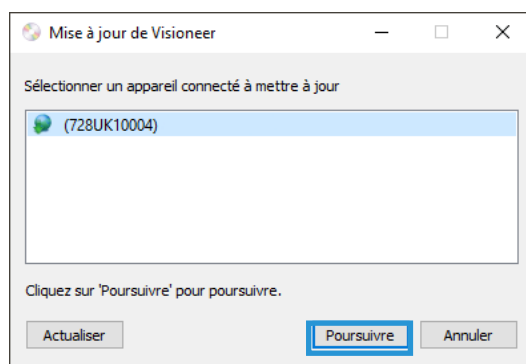 Mise à jour de Visioneer
Sélectionner un appareil connecté à mettre à jour
(728UK10004)
Cliquez sur 'Poursuivre' pour poursuivre.
Actualiser Poursuivre Annuler